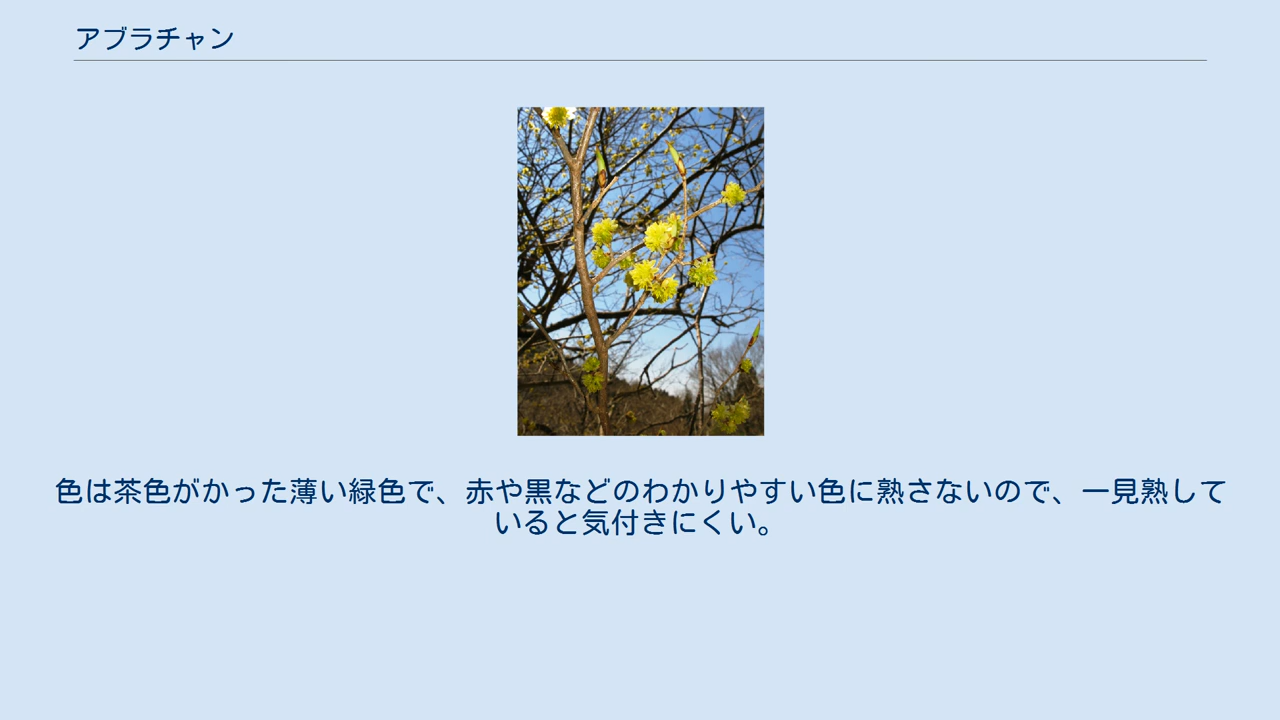 アブラチャン
色は茶色がかった薄い緑色で、赤や黒などのわかりやすい色に熟さないので、一見熟して
いると気付きにくい。